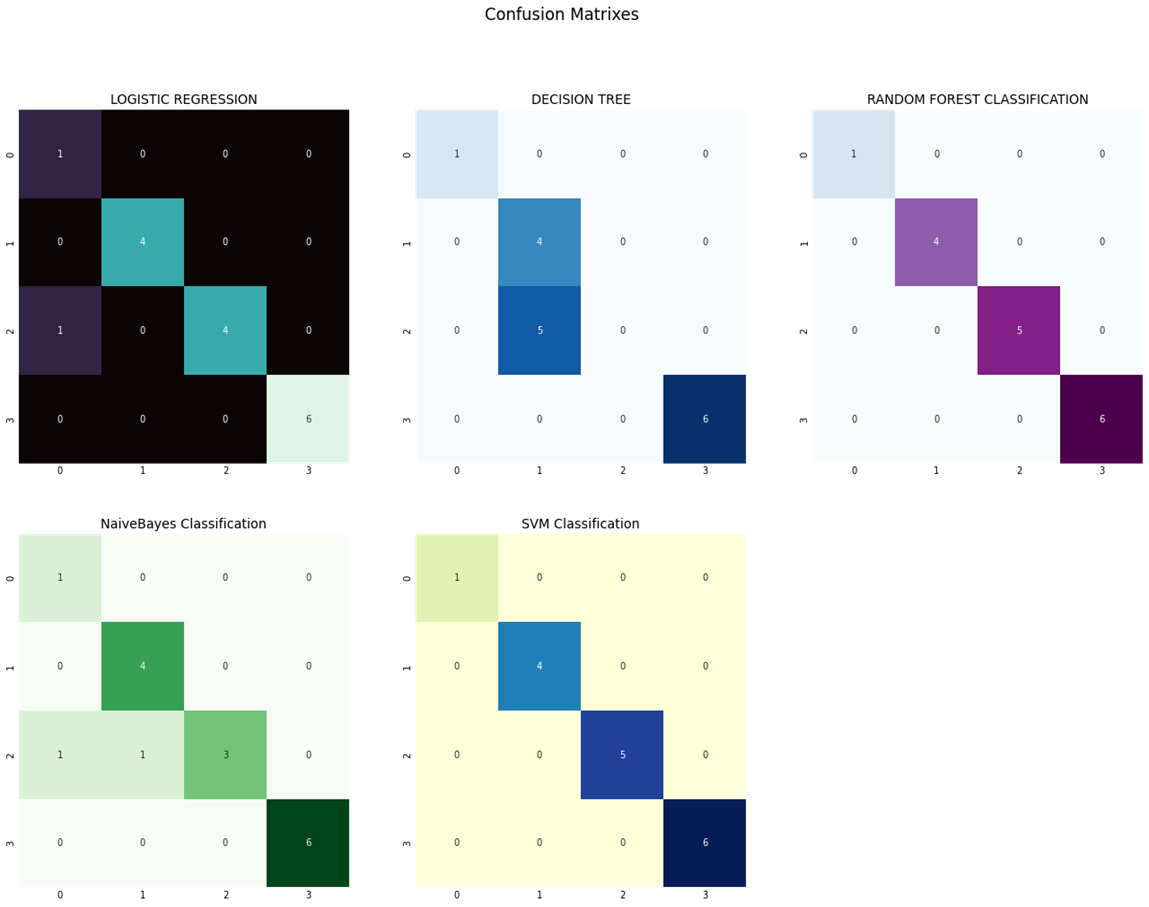 Confusion Matrixes
LOGISTIC REGRESSION
0 1 0 0 0
1 0 4 0 0
2 1 0 4 0
3 0 0 0 6
0 1 2 3
DECISION TREE
0 1 0 0 0
1 0 4 0 0
2 0 5 0 0
3 0 0 0 6
0 1 2 3
RANDOM FOREST CLASSIFICATION
0 1 0 0 0
1 0 4 0 0
2 0 0 5 0
3 0 0 0 6
0 1 2 3
NaiveBayes Classification
0 1 0 0 0
1 0 4 0 0
2 1 1 3 0
3 0 0 0 6
0 1 2 3
SVM Classification
0 1 0 0 0
1 0 4 0 0
2 0 0 5 0
3 0 0 0 6
0 1 2 3